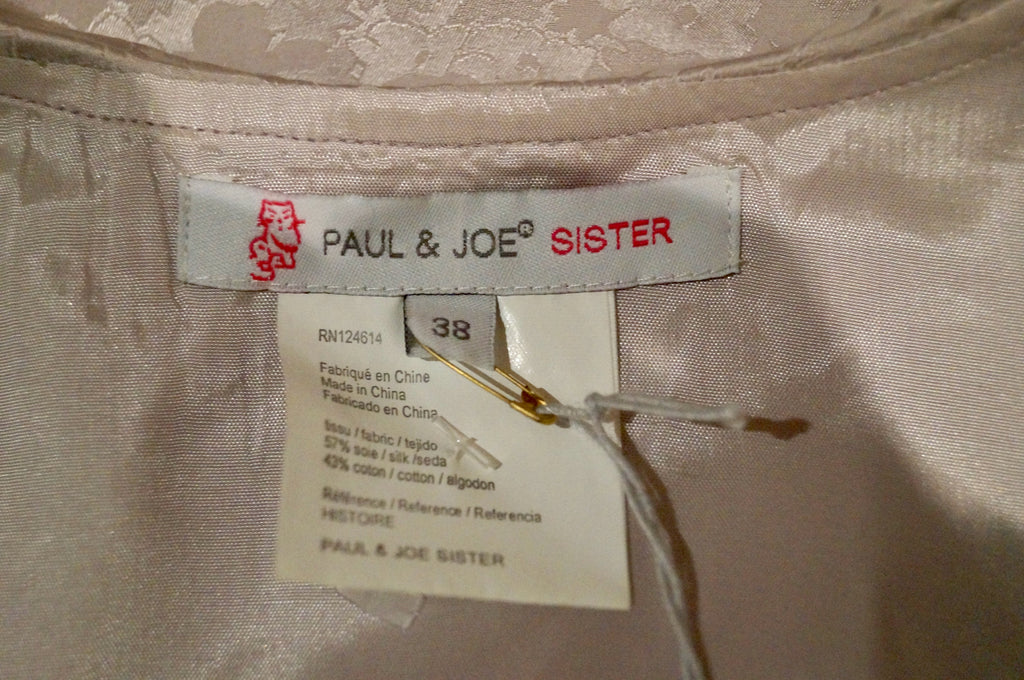 PAUL & JOE® SISTER
38
RN124614
Fabriqué en Chine
Made in China
Fabricado en China
tissu / fabric / tejido
57% soie / silk /seda
43% coton / cotton / algodon
Référence / Reference / Referencia
HISTOIRE
PAUL & JOE SISTER